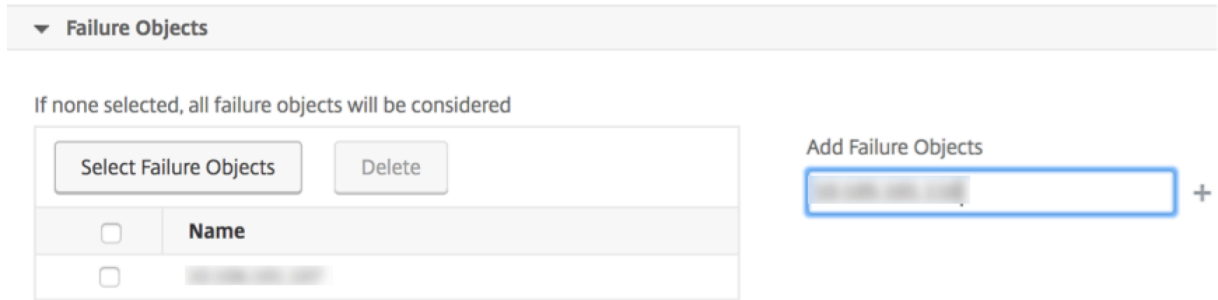 Failure Objects
If none selected, all failure objects will be considered
Select Failure Objects Delete
Add Failure Objects
+
Name